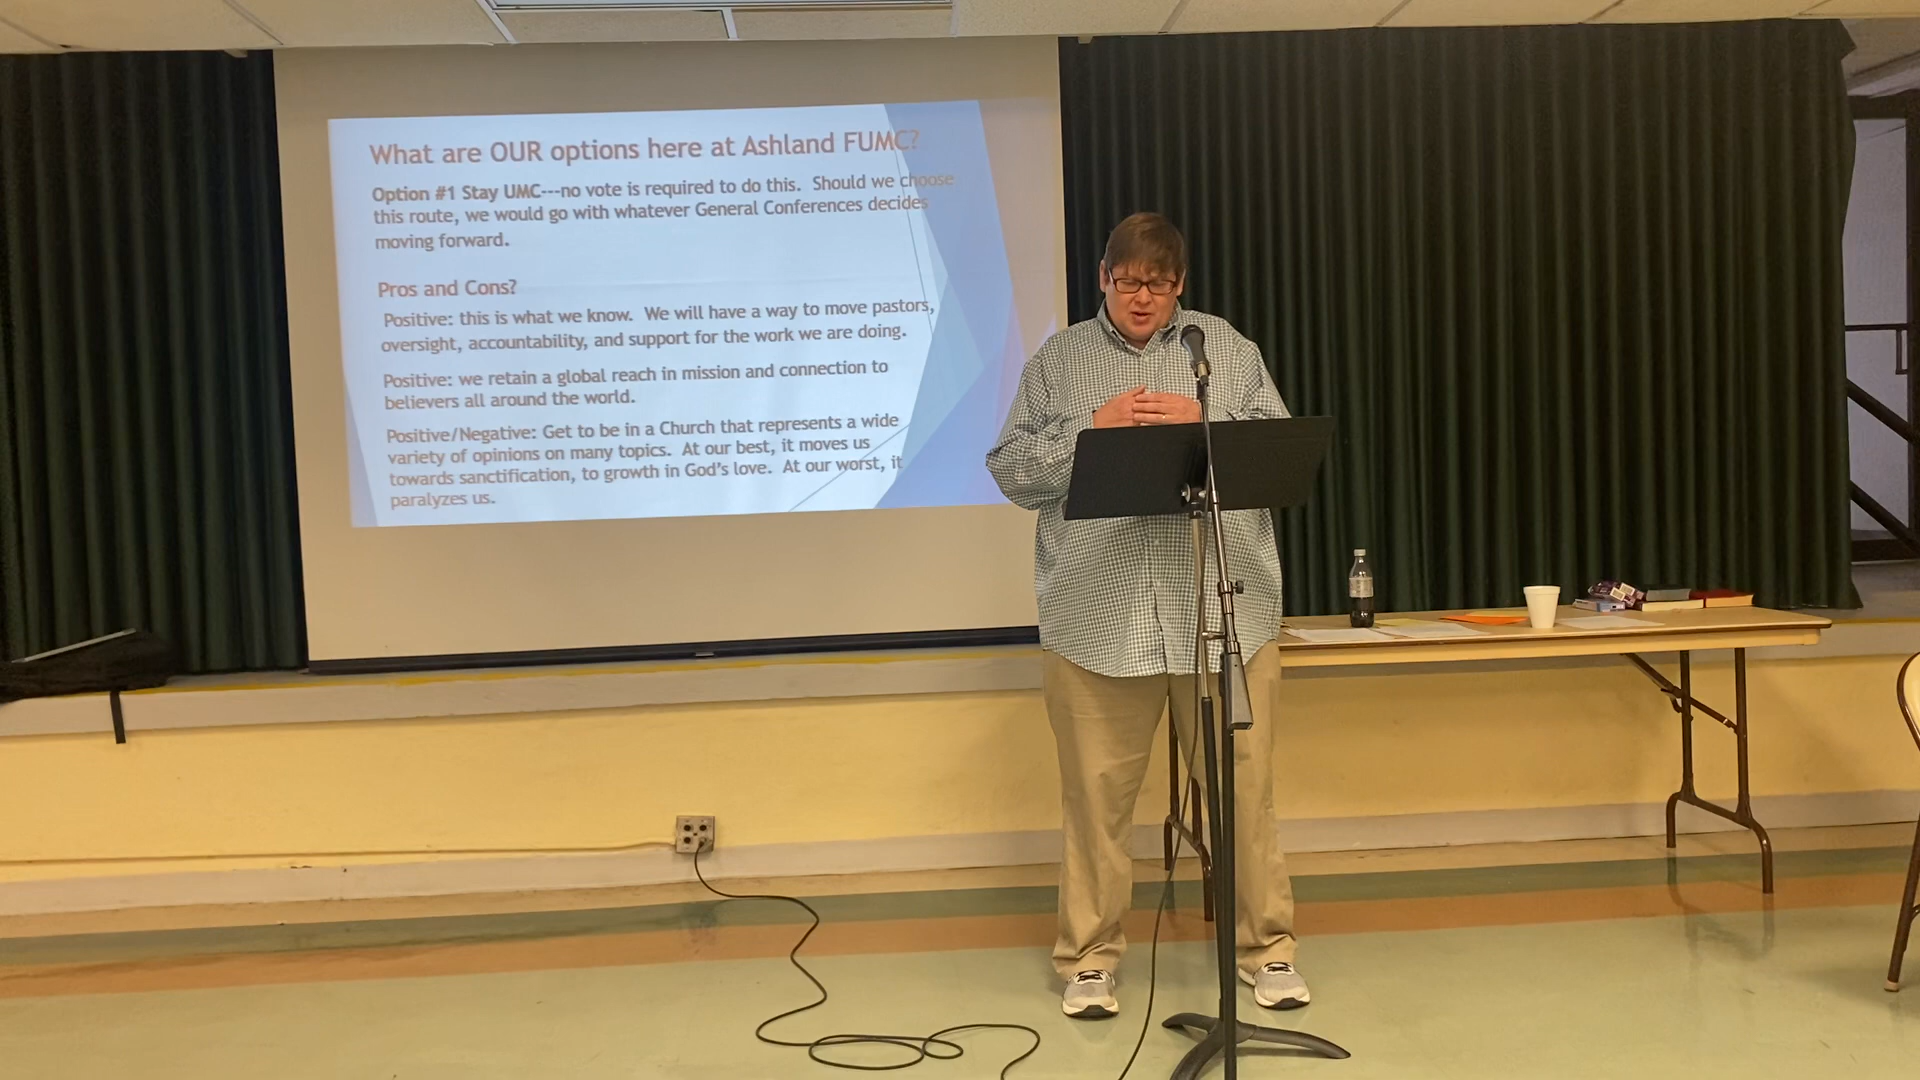 What are OUR options here at Ashland FUMC?
Option #1 Stay UMC---no vote is required to do this. Should we choose
this route, we would go with whatever General Conferences decides
moving forward.
Pros and Cons?
Positive: this is what we know. We will have a way to move pastors,
oversight, accountability, and support for the work we are doing.
Positive: we retain a global reach in mission and connection to
believers all around the world.
Positive/Negative: Get to be in a Church that represents a wide
variety of opinions on many topics. At our best, it moves us
towards sanctification, to growth in God's love. At our worst, it
paralyzes us.